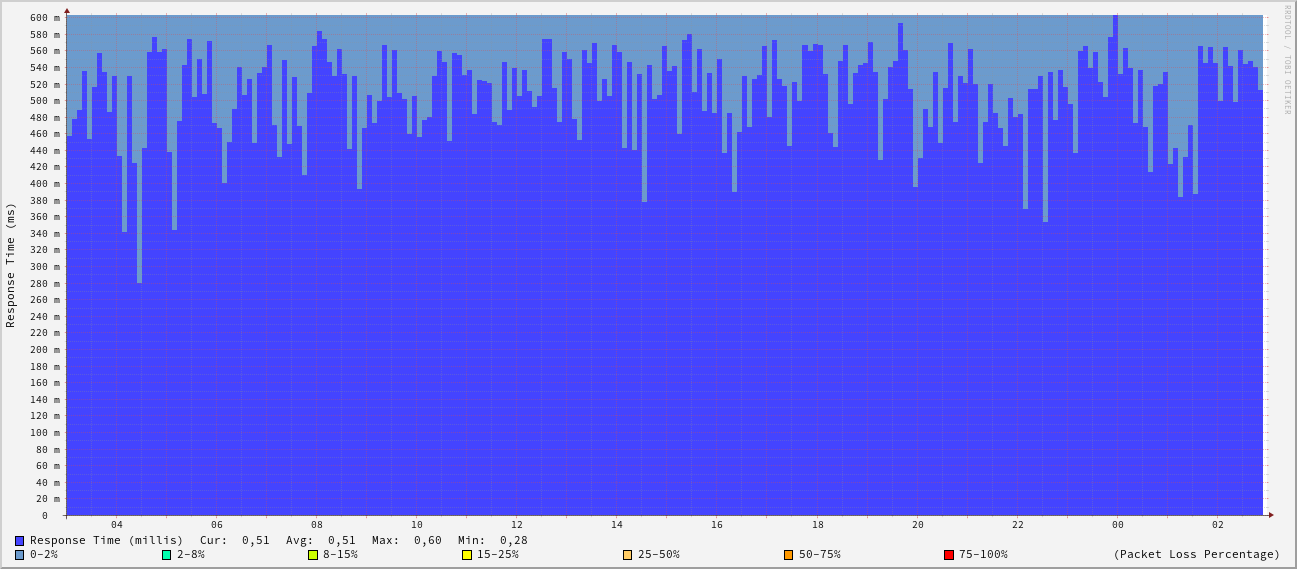 600 m
580 m
560 m
540 m
520 m
500 m
480 m
460 m
440 m
420 m
400 m
380 m
360 m
340 m
320 m
300 m
280 m
260 m
240 m
220 m
200 m
180 m
160 m
140 m
120 m
100 m
80 m
60 m
40 m
20 m
0
Response Time (ms)
RRDTOOL / TOBI OETIKER
04 06 08 10 12 14 16 18 20 22 00 02
Response Time (millis) Cur: 0,51 Avg: 0,51 Max: 0,60 Min: 0,28
0-2% 2-8% 8-15% 15-25% 25-50% 50-75% 75-100% (Packet Loss Percentage)